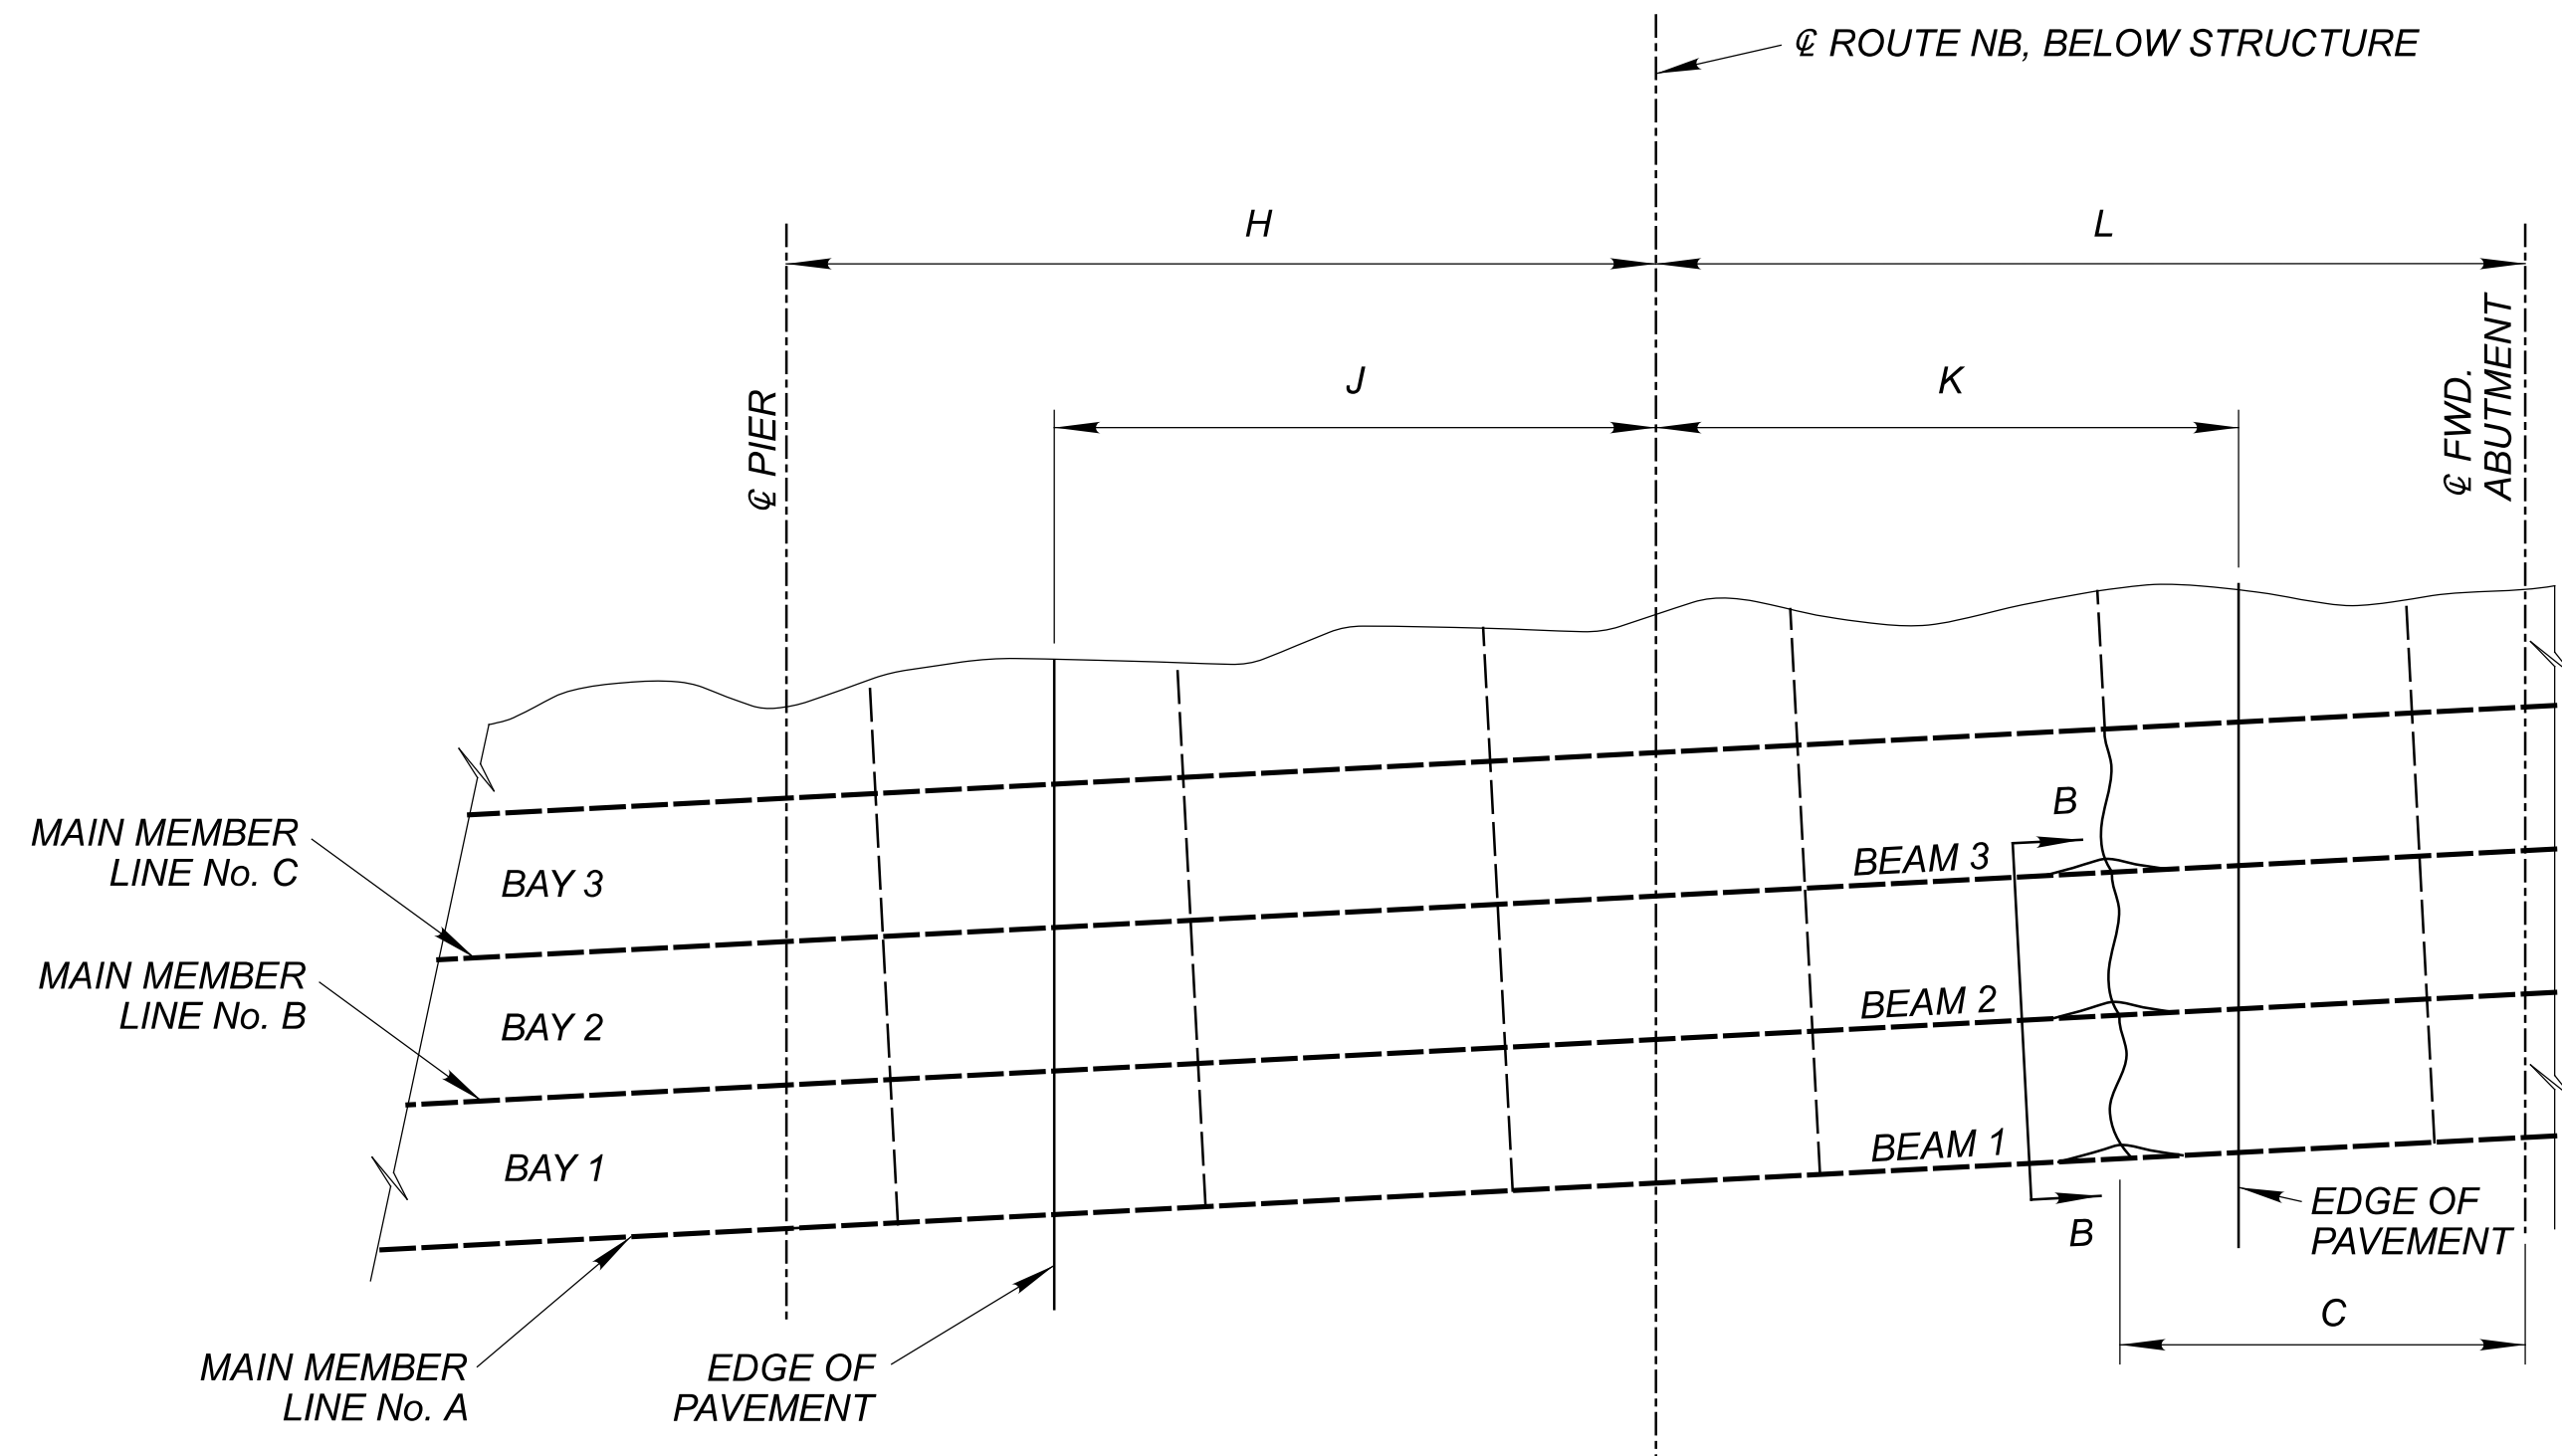 ℄ ROUTE NB, BELOW STRUCTURE
H
L
J
K
℄ PIER
℄ FWD.
ABUTMENT
MAIN MEMBER
LINE No. C
BAY 3
BEAM 3
B
MAIN MEMBER
LINE No. B
BAY 2
BEAM 2
BAY 1
BEAM 1
B
EDGE OF
PAVEMENT
C
MAIN MEMBER
LINE No. A
EDGE OF
PAVEMENT